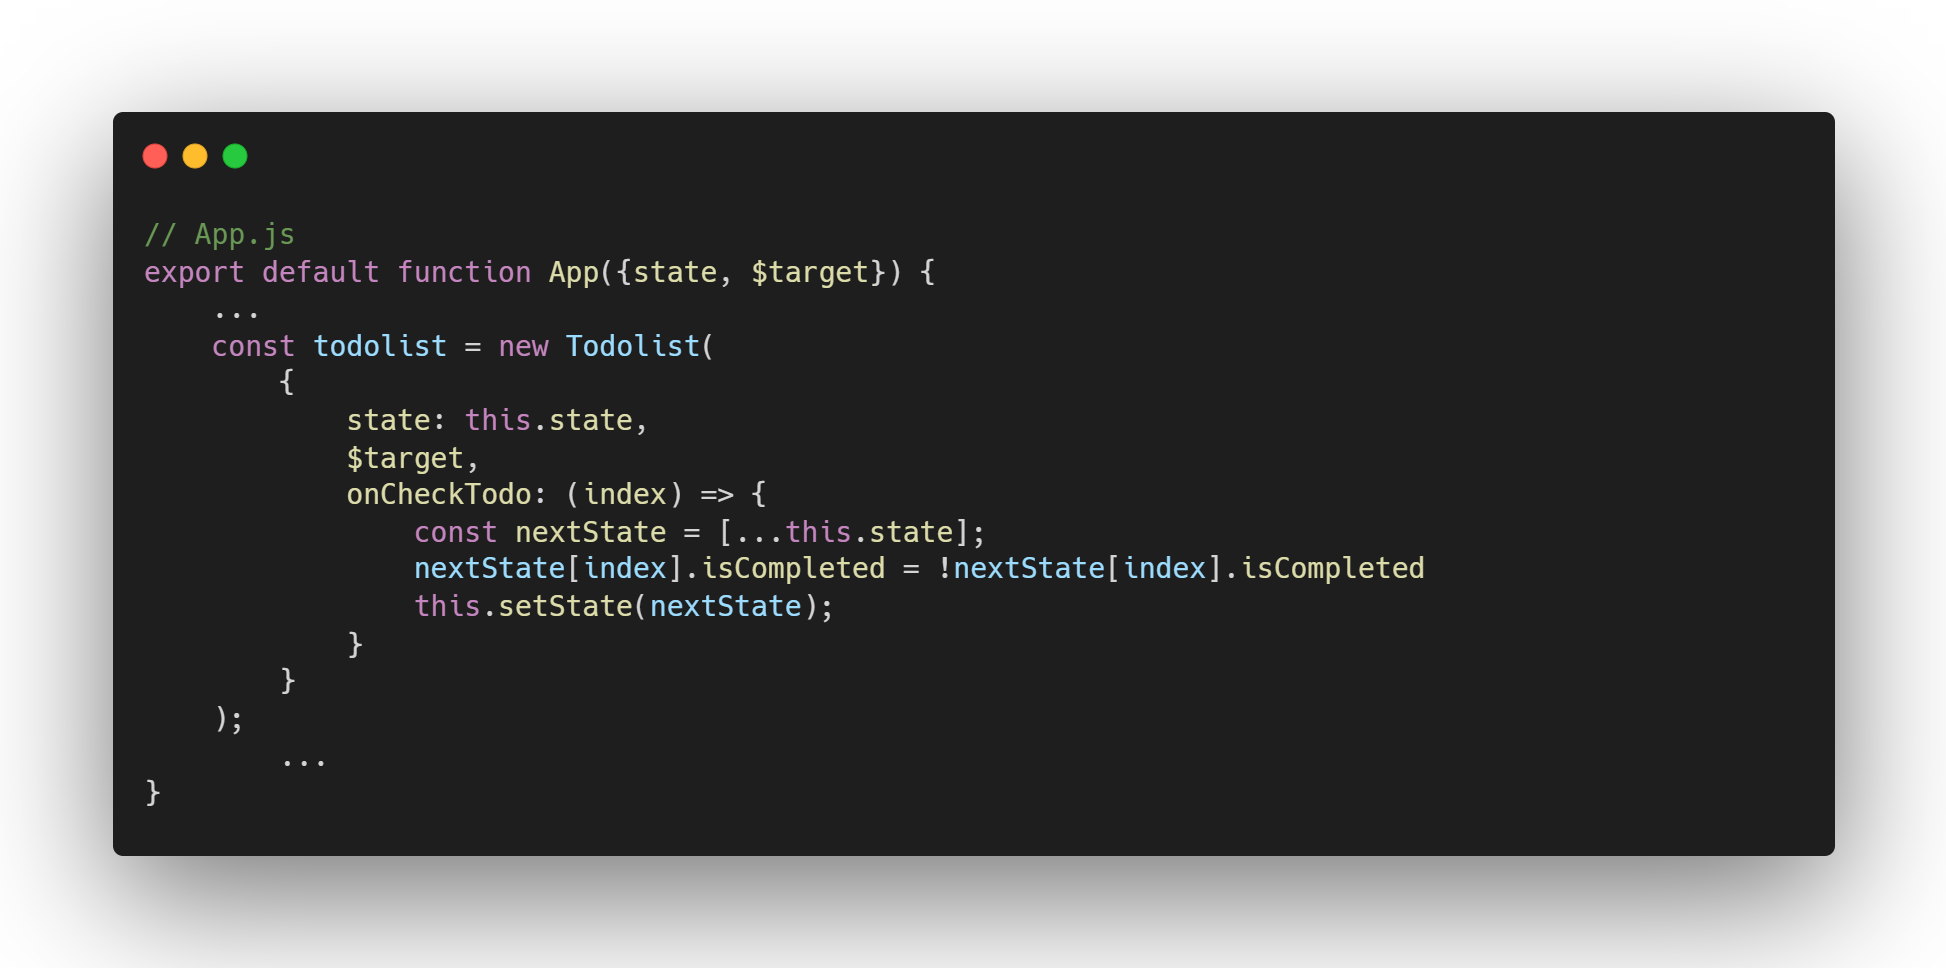 // App.js
export default function App({state, $target}) {
    ...
    const todolist = new Todolist(
        {
            state: this.state,
            $target,
            onCheckTodo: (index) => {
                const nextState = [...this.state];
                nextState[index].isCompleted = !nextState[index].isCompleted
                this.setState(nextState);
            }
        }
    );
        ...
}